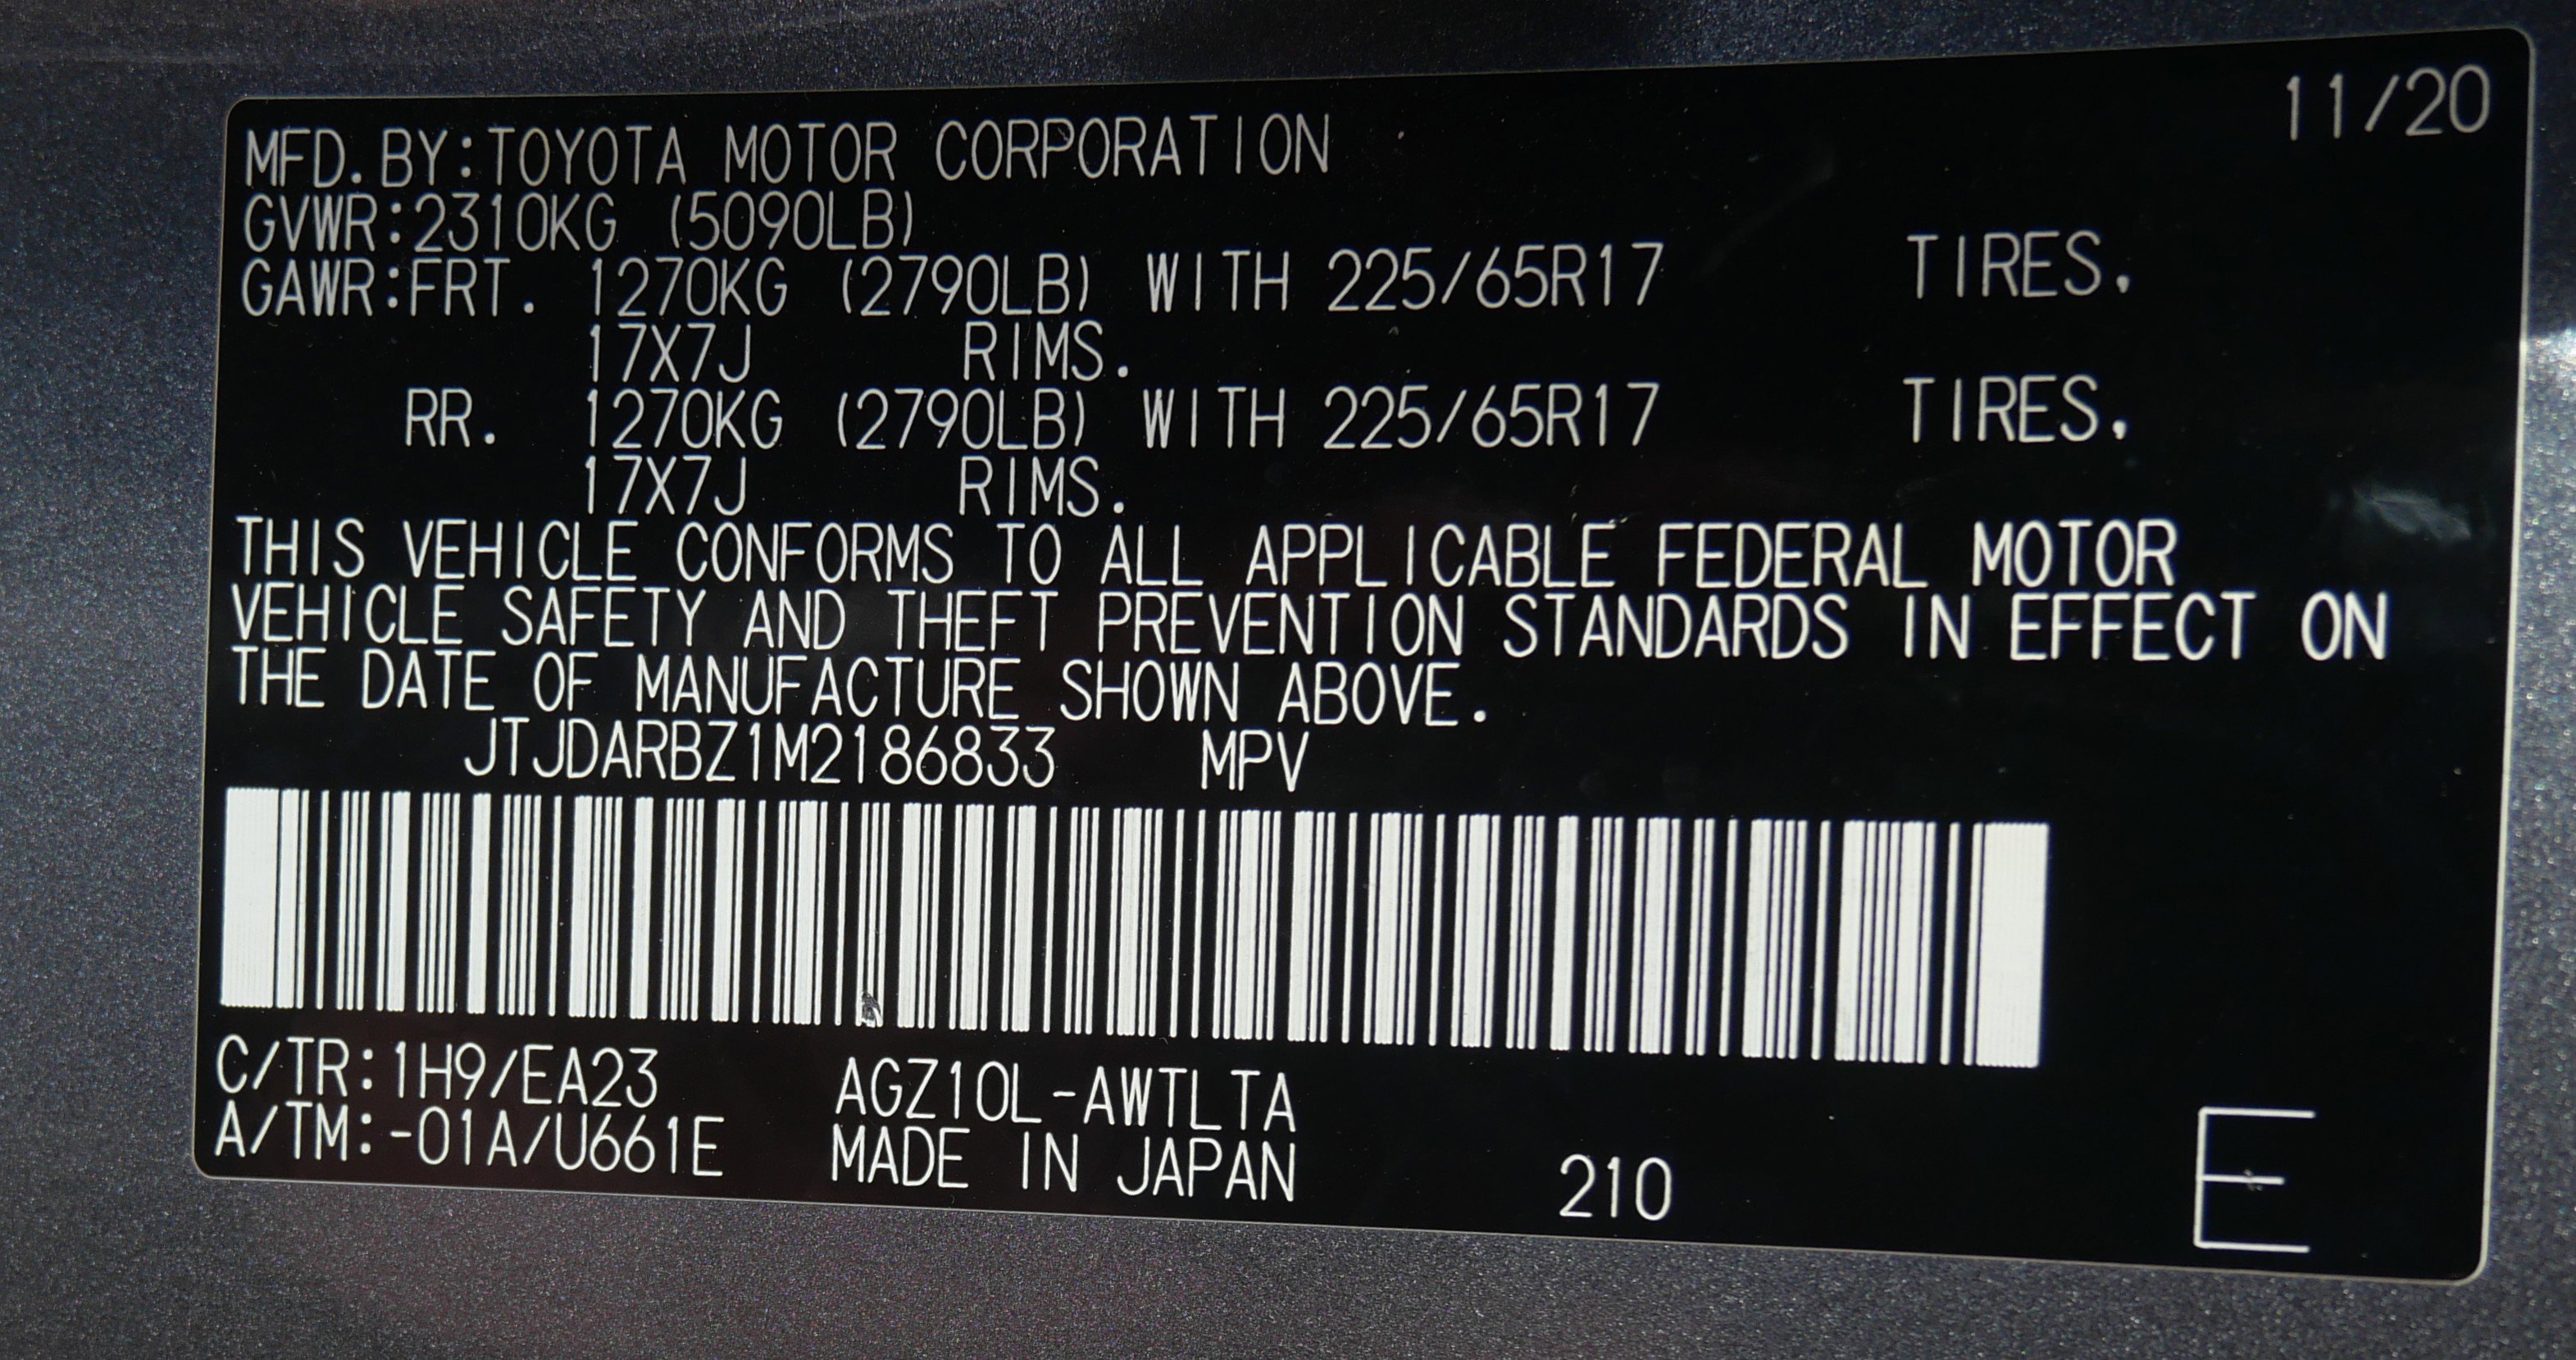 11/20
MFD.BY:TOYOTA MOTOR CORPORATION
GVWR:2310KG (5090LB)
GAWR:FRT. 1270KG (2790LB) WITH 225/65R17 TIRES,
17X7J RIMS.
RR. 1270KG (2790LB) WITH 225/65R17 TIRES,
17X7J RIMS.
THIS VEHICLE CONFORMS TO ALL APPLICABLE FEDERAL MOTOR
VEHICLE SAFETY AND THEFT PREVENTION STANDARDS IN EFFECT ON
THE DATE OF MANUFACTURE SHOWN ABOVE.
JTJDARBZ1M2186833 MPV
C/TR:1H9/EA23 AGZ10L-AWTLTA
A/TM:-01A/U661E MADE IN JAPAN 210 E